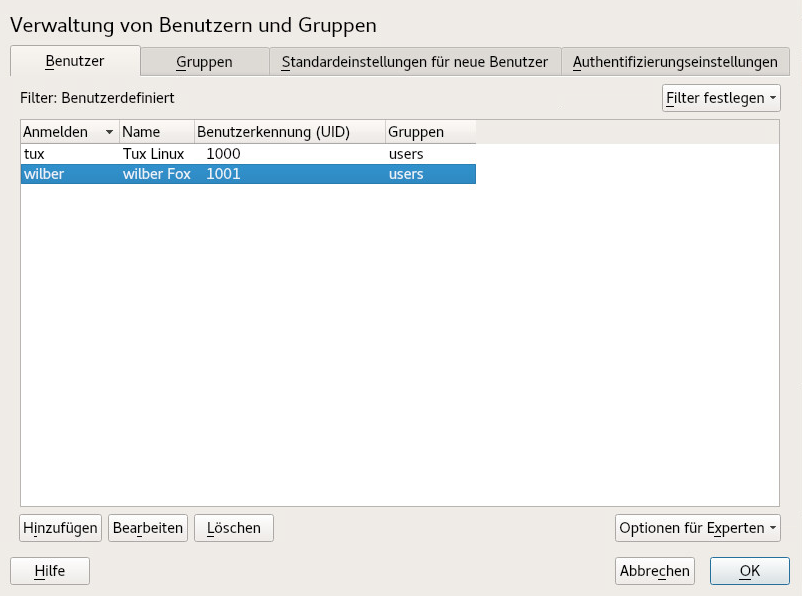 Verwaltung von Benutzern und Gruppen
Benutzer Gruppen Standardeinstellungen für neue Benutzer Authentifizierungseinstellungen
Filter: Benutzerdefiniert Filter festlegen
Anmelden Name Benutzerkennung (UID) Gruppen
tux Tux Linux 1000 users
wilber wilber Fox 1001 users
Hinzufügen Bearbeiten Löschen Optionen für Experten
Hilfe Abbrechen OK